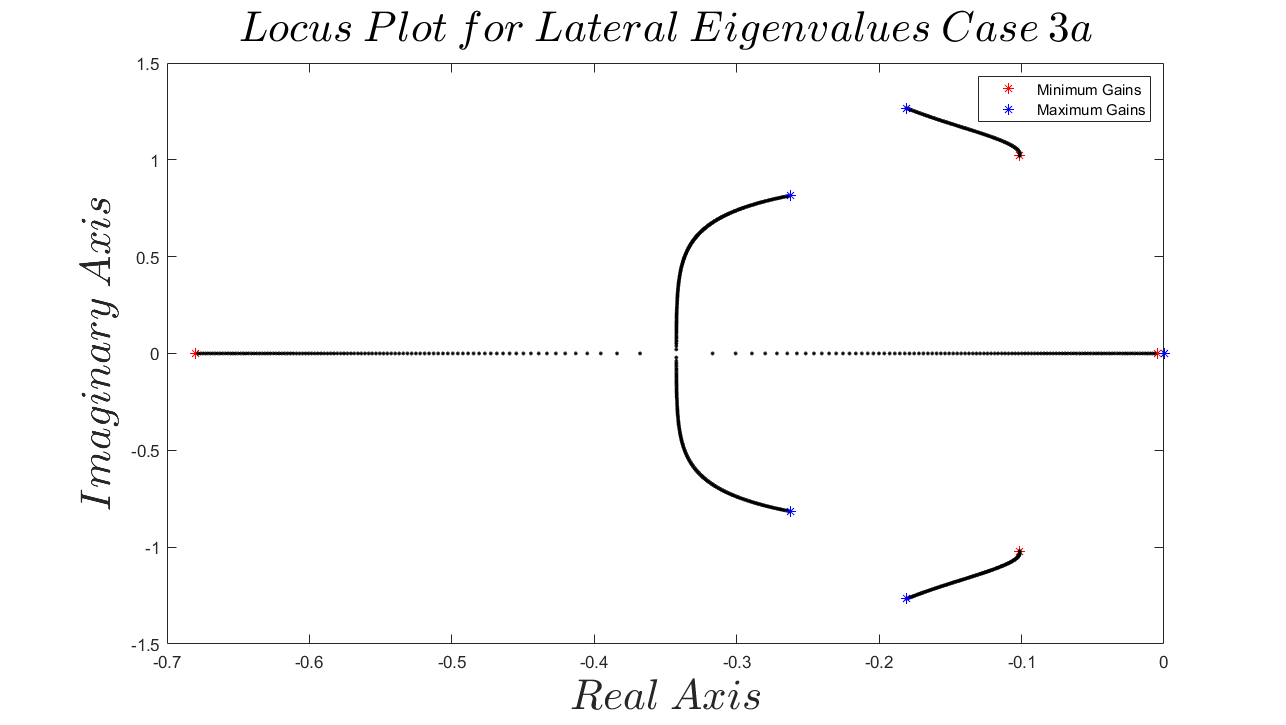 Locus Plot for Lateral Eigenvalues Case 3a
Minimum Gains
Maximum Gains
1.5
1
0.5
0
-0.5
-1
-1.5
Imaginary Axis
-0.7 -0.6 -0.5 -0.4 -0.3 -0.2 -0.1 0
Real Axis